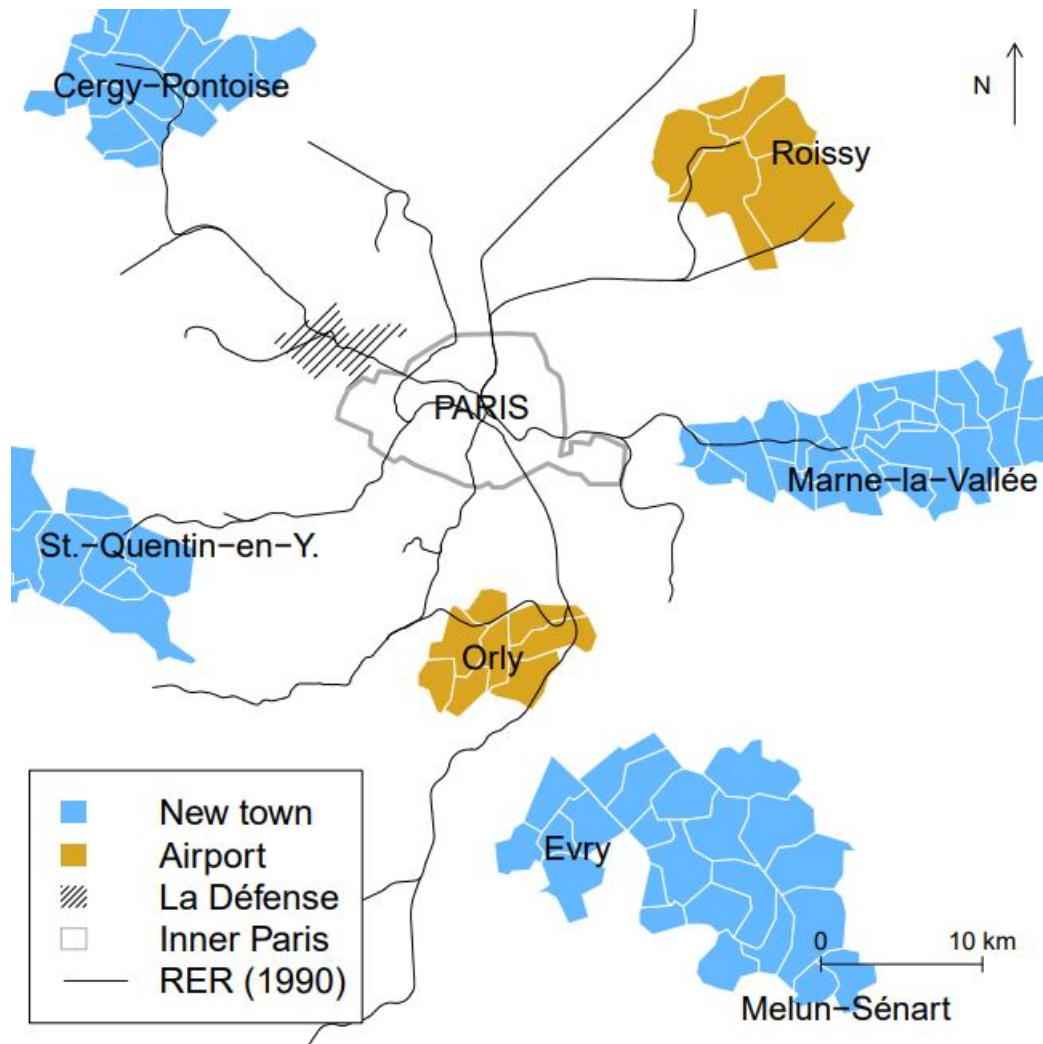 Cergy−Pontoise
N
Roissy
PARIS
Marne−la−Vallée
St.−Quentin−en−Y.
Orly
Evry
0 10 km
Melun−Sénart
New town
Airport
La Défense
Inner Paris
RER (1990)